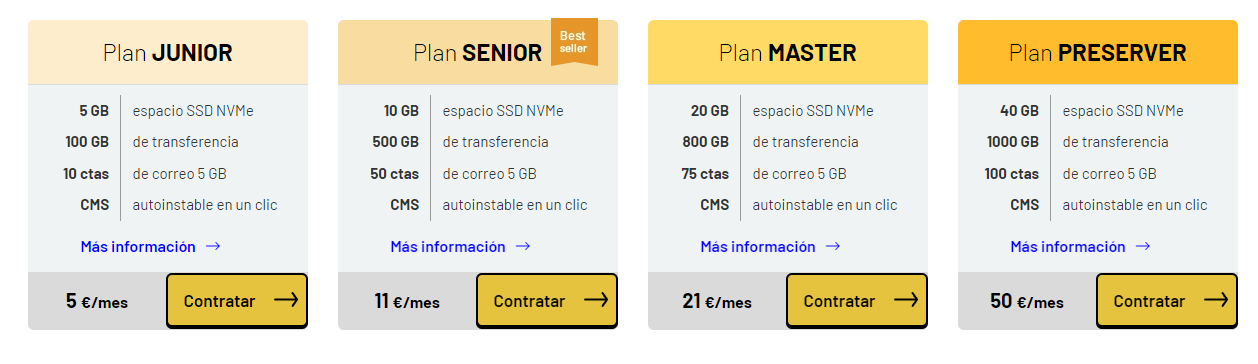 Plan JUNIOR
5 GB espacio SSD NVMe
100 GB de transferencia
10 ctas de correo 5 GB
CMS autoinstable en un clic
Más información →
5 €/mes Contratar →
Plan SENIOR
Best
seller
10 GB espacio SSD NVMe
500 GB de transferencia
50 ctas de correo 5 GB
CMS autoinstable en un clic
Más información →
11 €/mes Contratar →
Plan MASTER
20 GB espacio SSD NVMe
800 GB de transferencia
75 ctas de correo 5 GB
CMS autoinstable en un clic
Más información →
21 €/mes Contratar →
Plan PRESERVER
40 GB espacio SSD NVMe
1000 GB de transferencia
100 ctas de correo 5 GB
CMS autoinstable en un clic
Más información →
50 €/mes Contratar →